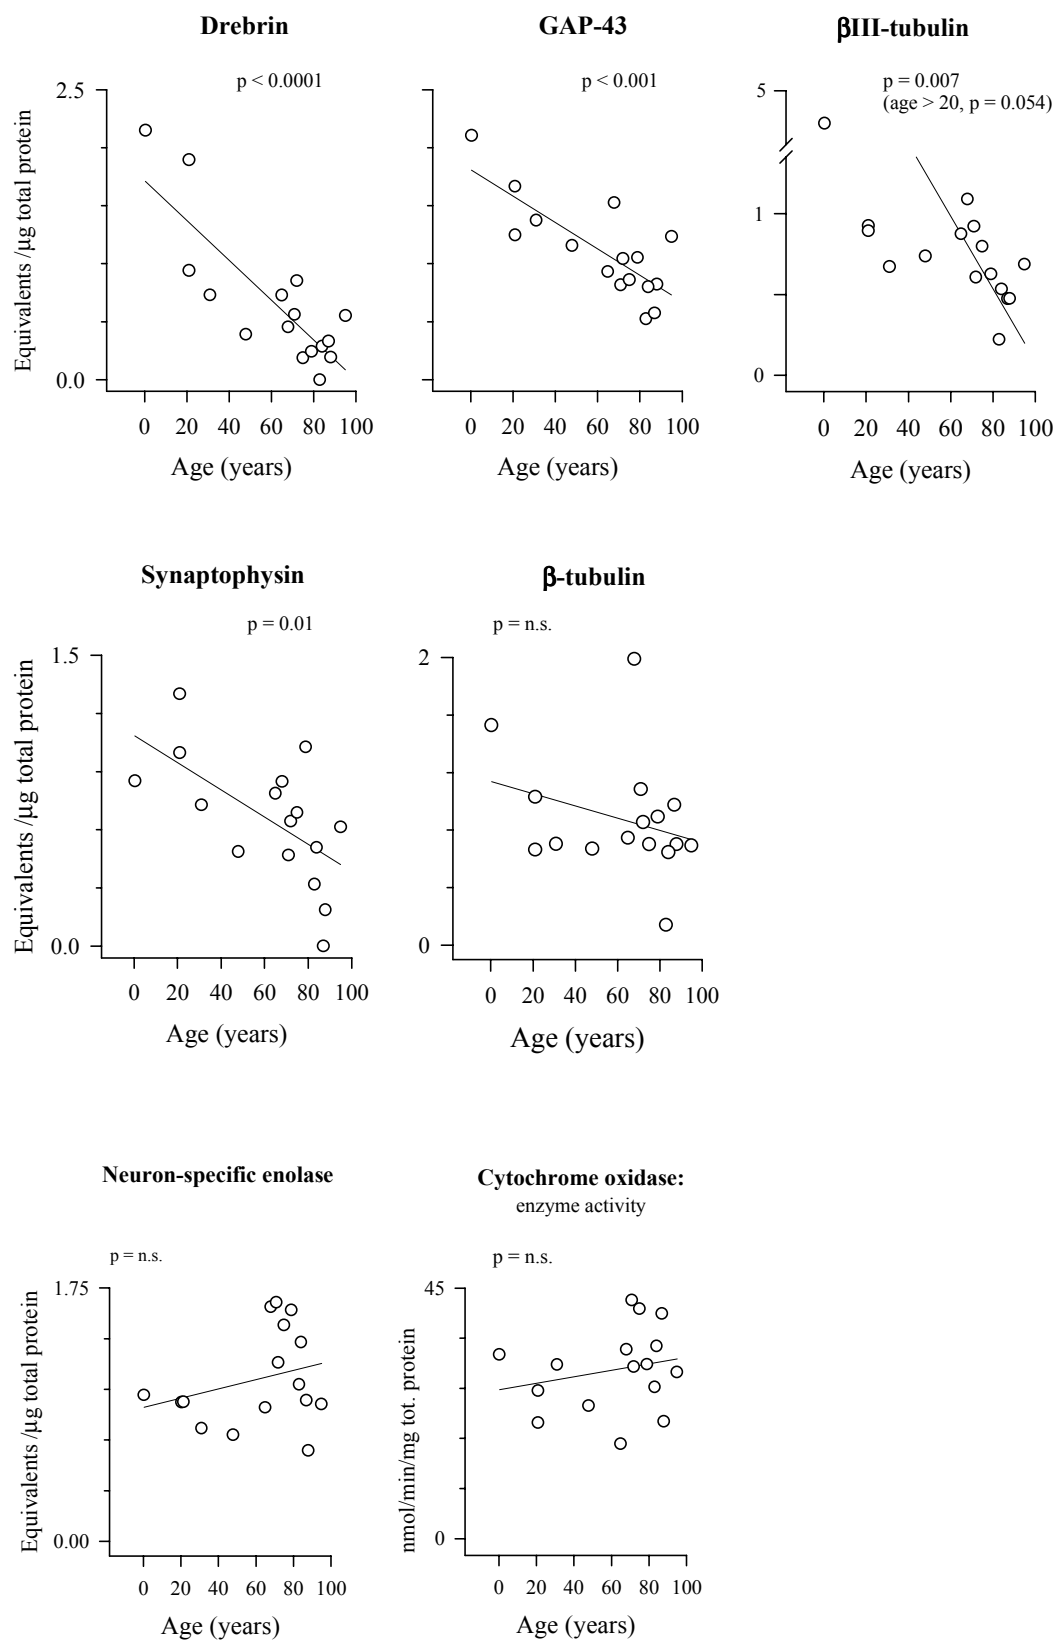 Drebrin
GAP-43
βIII-tubulin
p < 0.0001
p < 0.001
p = 0.007
(age > 20, p = 0.054)
Equivalents /µg total protein
2.5
0.0
5
1
0
0 20 40 60 80 100
0 20 40 60 80 100
0 20 40 60 80 100
Age (years)
Age (years)
Age (years)
Synaptophysin
β-tubulin
p = 0.01
p = n.s.
Equivalents /µg total protein
1.5
0.0
2
0
0 20 40 60 80 100
0 20 40 60 80 100
Age (years)
Age (years)
Neuron-specific enolase
Cytochrome oxidase:
enzyme activity
p = n.s.
p = n.s.
Equivalents /µg total protein
1.75
0.00
nmol/min/mg tot. protein
45
0
0 20 40 60 80 100
0 20 40 60 80 100
Age (years)
Age (years)